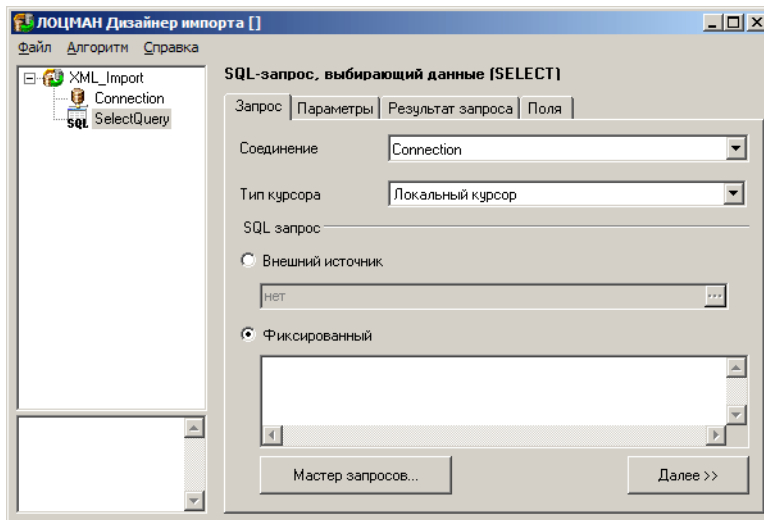 ЛОЦМАН Дизайнер импорта []
Файл Алгоритм Справка
XML_Import
Connection
SQL SelectQuery
SQL-запрос, выбирающий данные (SELECT)
Запрос Параметры Результат запроса Поля
Соединение Connection
Тип курсора Локальный курсор
SQL запрос
Внешний источник
нет ...
Фиксированный
Мастер запросов... Далее >>